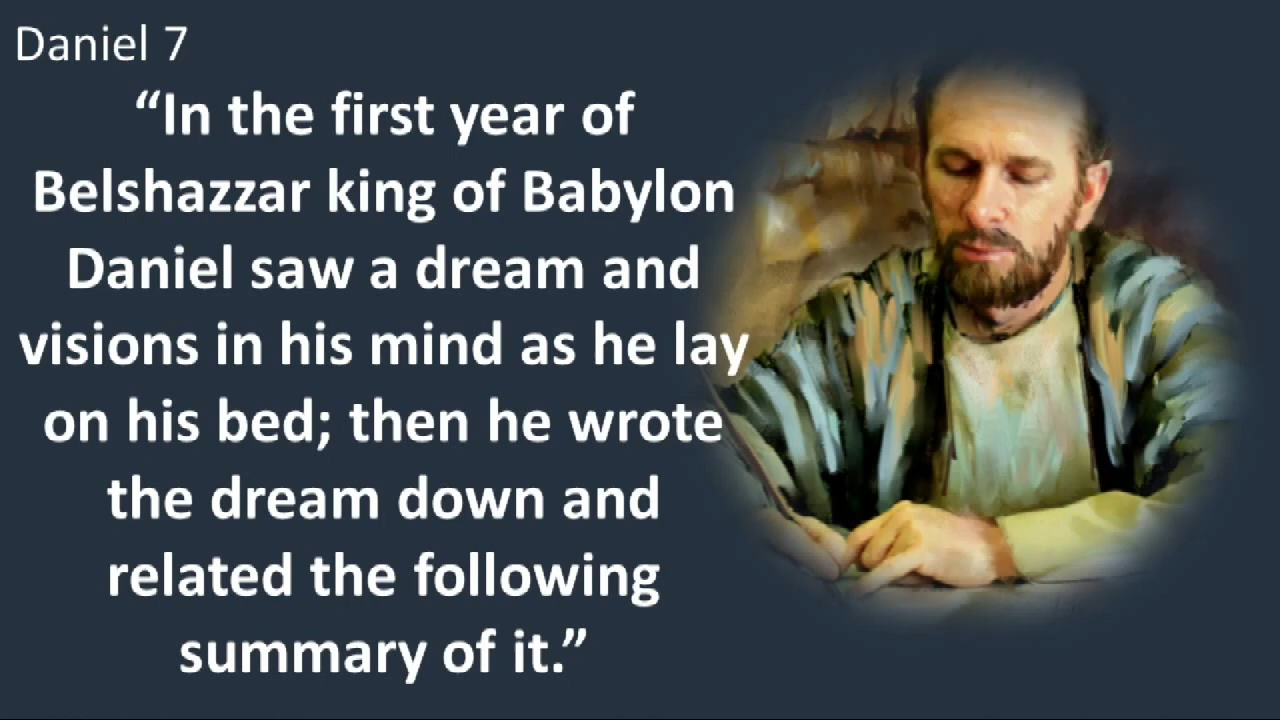 Daniel 7
“In the first year of
Belshazzar king of Babylon
Daniel saw a dream and
visions in his mind as he lay
on his bed; then he wrote
the dream down and
related the following
summary of it.”